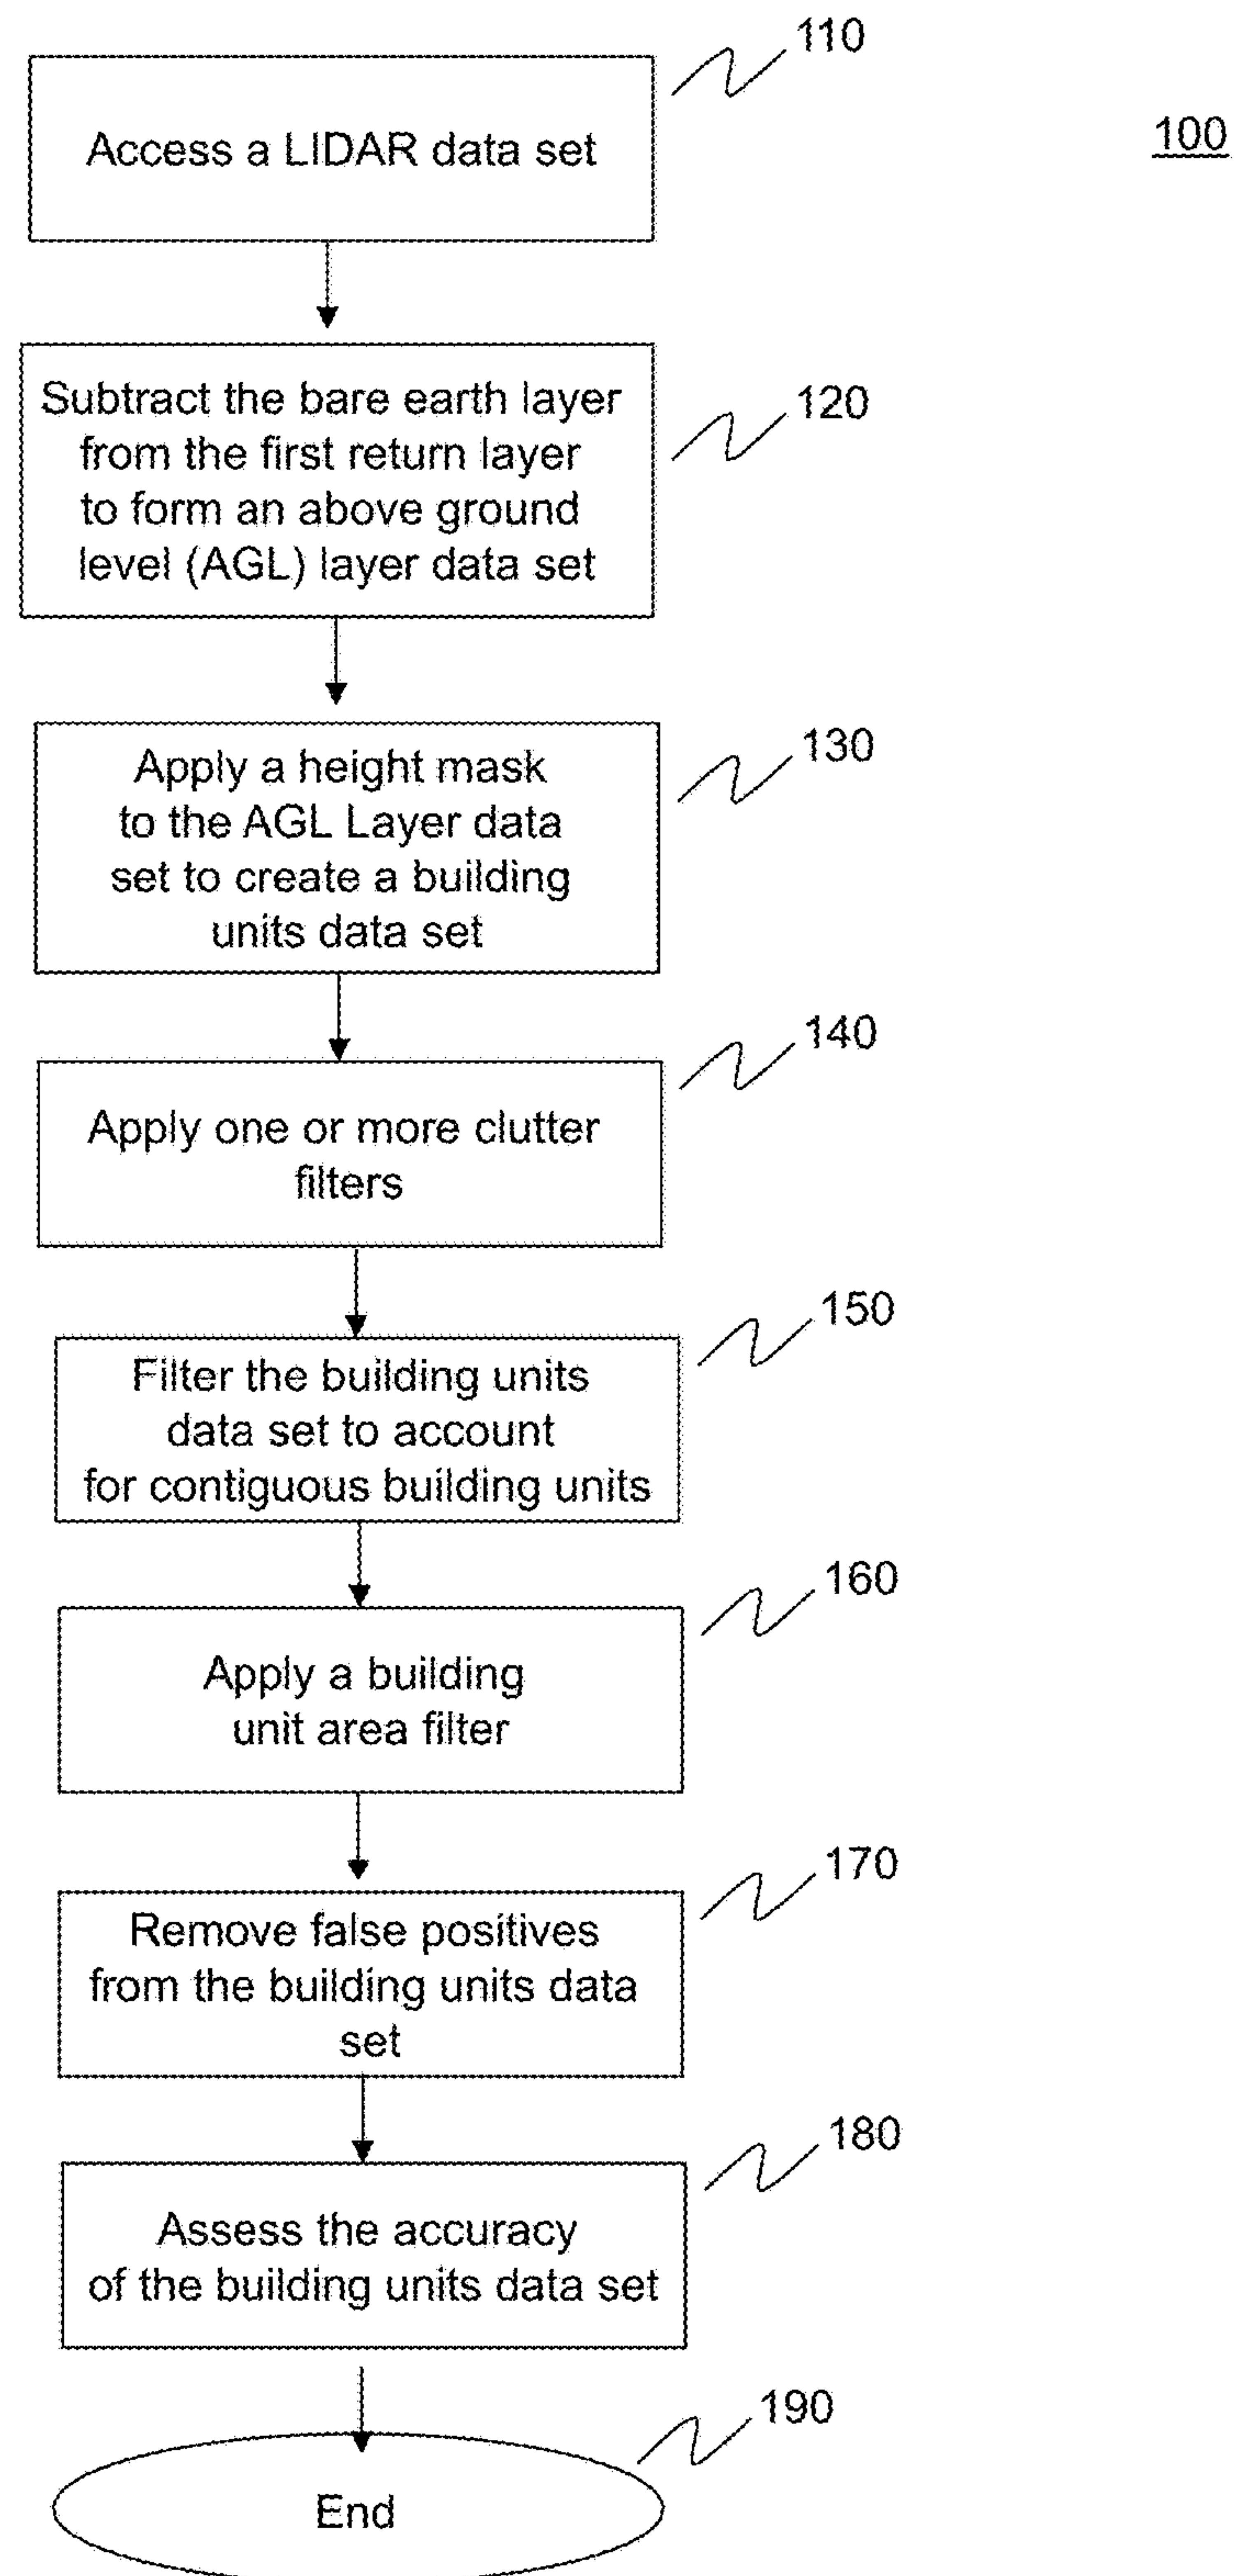 110
100
Access a LIDAR data set
120
Subtract the bare earth layer
from the first return layer
to form an above ground
level (AGL) layer data set
130
Apply a height mask
to the AGL Layer data
set to create a building
units data set
140
Apply one or more clutter
filters
150
Filter the building units
data set to account
for contiguous building units
160
Apply a building
unit area filter
170
Remove false positives
from the building units data
set
180
Assess the accuracy
of the building units data set
190
End